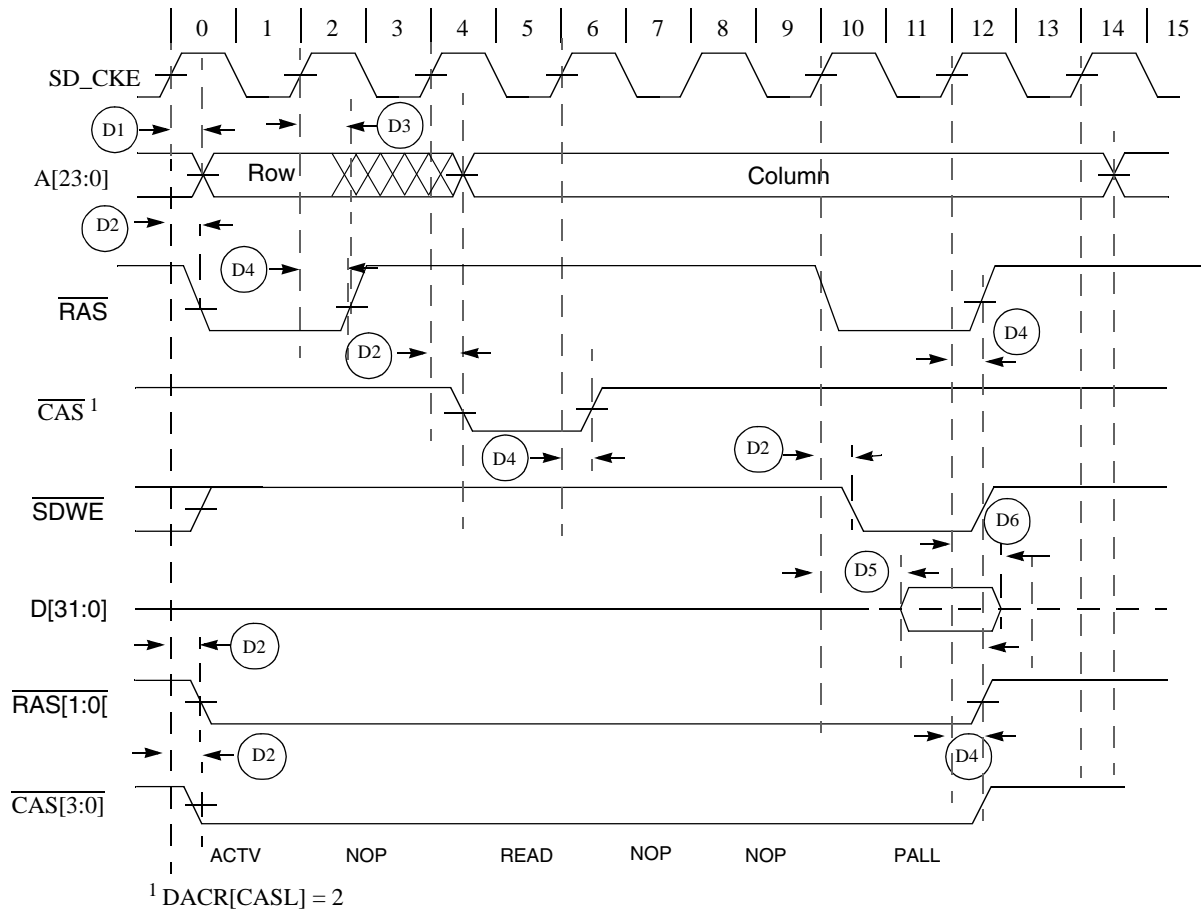 0 1 2 3 4 5 6 7 8 9 10 11 12 13 14 15
SD_CKE
D1 D3
A[23:0] Row Column
D2
D4
RAS
D2 D4
CAS 1
D4 D2
SDWE
D6
D5
D[31:0]
D2
RAS[1:0[
D2 D4
CAS[3:0]
ACTV NOP READ NOP NOP PALL
1 DACR[CASL] = 2